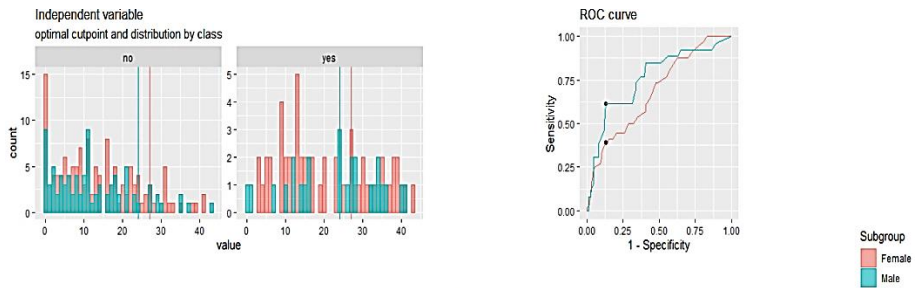 Independent variable
optimal cutpoint and distribution by class
no
yes
15
10
5
0
count
5
4
3
2
1
0
0 10 20 30 40
0 10 20 30 40
value
ROC curve
1.00
0.75
0.50
0.25
0.00
Sensitivity
0.00 0.25 0.50 0.75 1.00
1 - Specificity
Subgroup
Female
Male